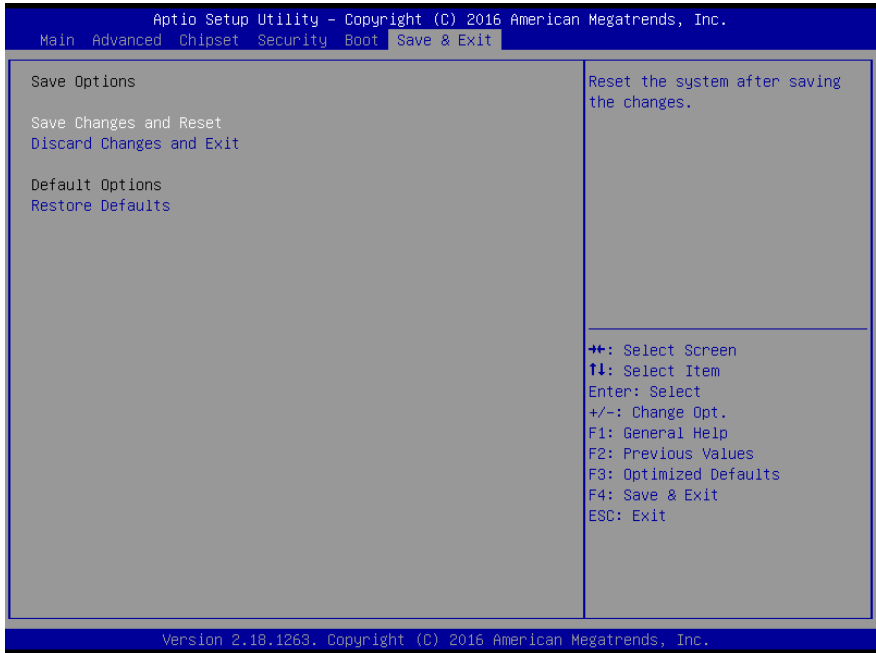 Aptio Setup Utility – Copyright (C) 2016 American Megatrends, Inc.
Main Advanced Chipset Security Boot Save & Exit
Save Options
Save Changes and Reset
Discard Changes and Exit
Default Options
Restore Defaults
Reset the system after saving
the changes.
→←: Select Screen
↑↓: Select Item
Enter: Select
+/-: Change Opt.
F1: General Help
F2: Previous Values
F3: Optimized Defaults
F4: Save & Exit
ESC: Exit
Version 2.18.1263. Copyright (C) 2016 American Megatrends, Inc.